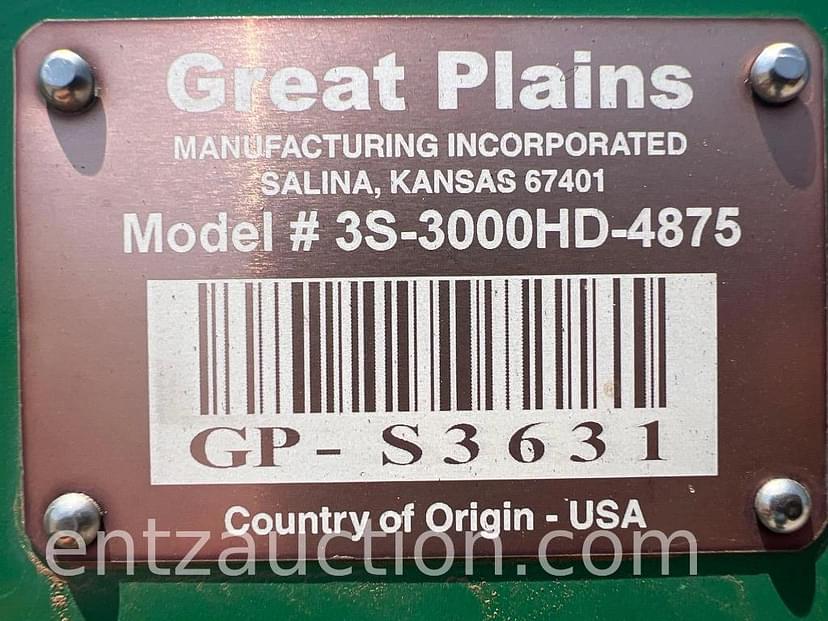 Great Plains
MANUFACTURING INCORPORATED
SALINA, KANSAS 67401
Model # 3S-3000HD-4875
GP- S3631
Country of Origin - USA
entzauction.com